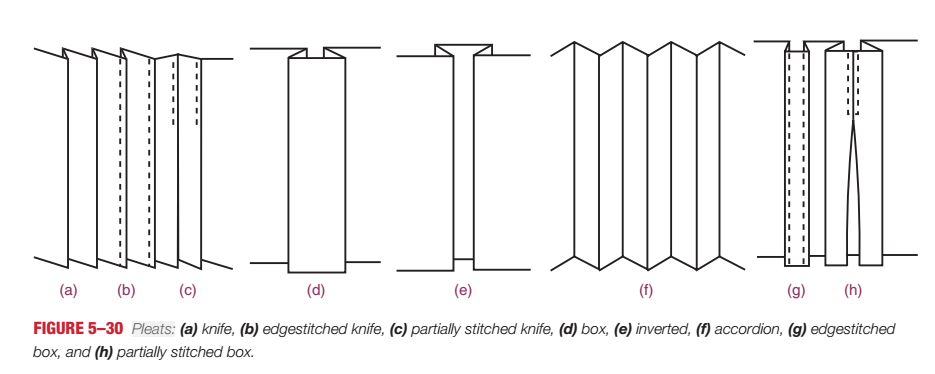 (a) (b) (c) (d) (e) (f) (g) (h)
FIGURE 5–30 Pleats: (a) knife, (b) edgestitched knife, (c) partially stitched knife, (d) box, (e) inverted, (f) accordion, (g) edgestitched
box, and (h) partially stitched box.